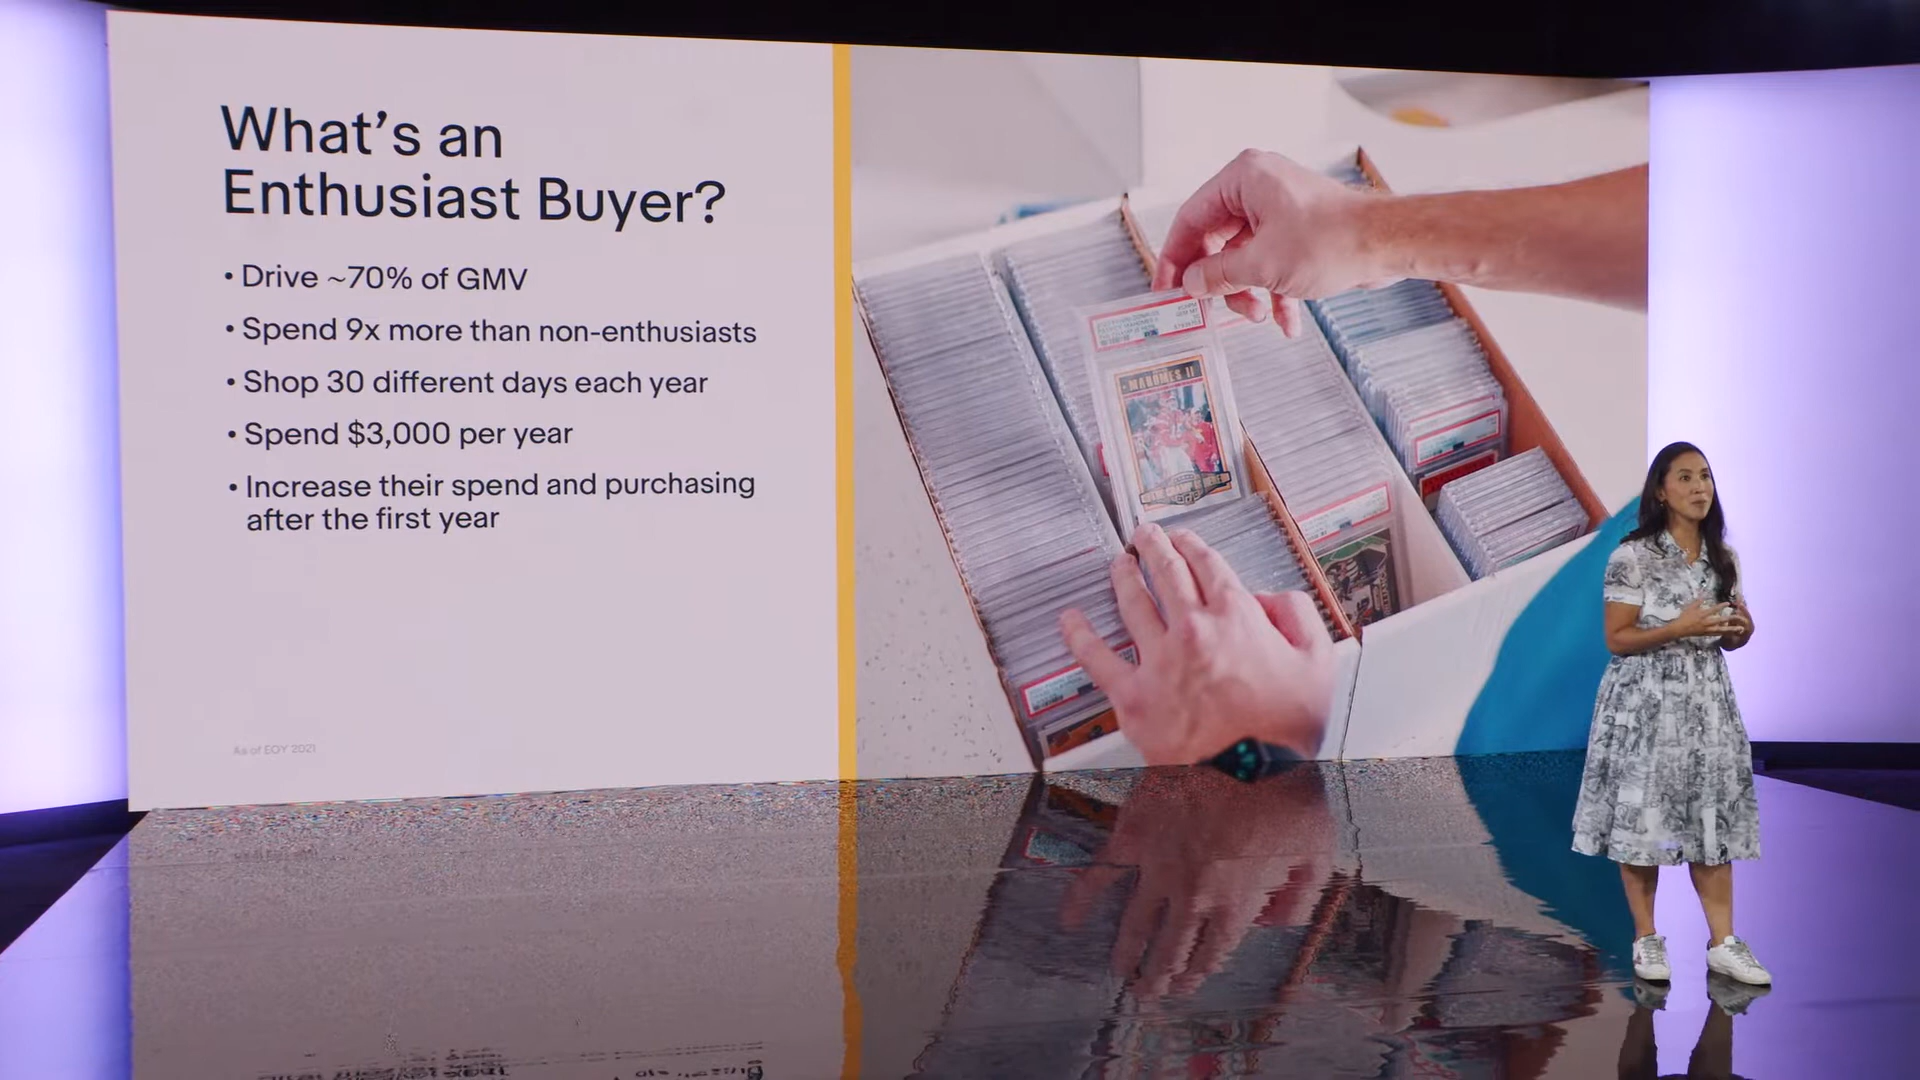 What's an
Enthusiast Buyer?
• Drive ~70% of GMV
• Spend 9x more than non-enthusiasts
• Shop 30 different days each year
• Spend $3,000 per year
• Increase their spend and purchasing
after the first year
As of EOY 2021
MAHOMES II